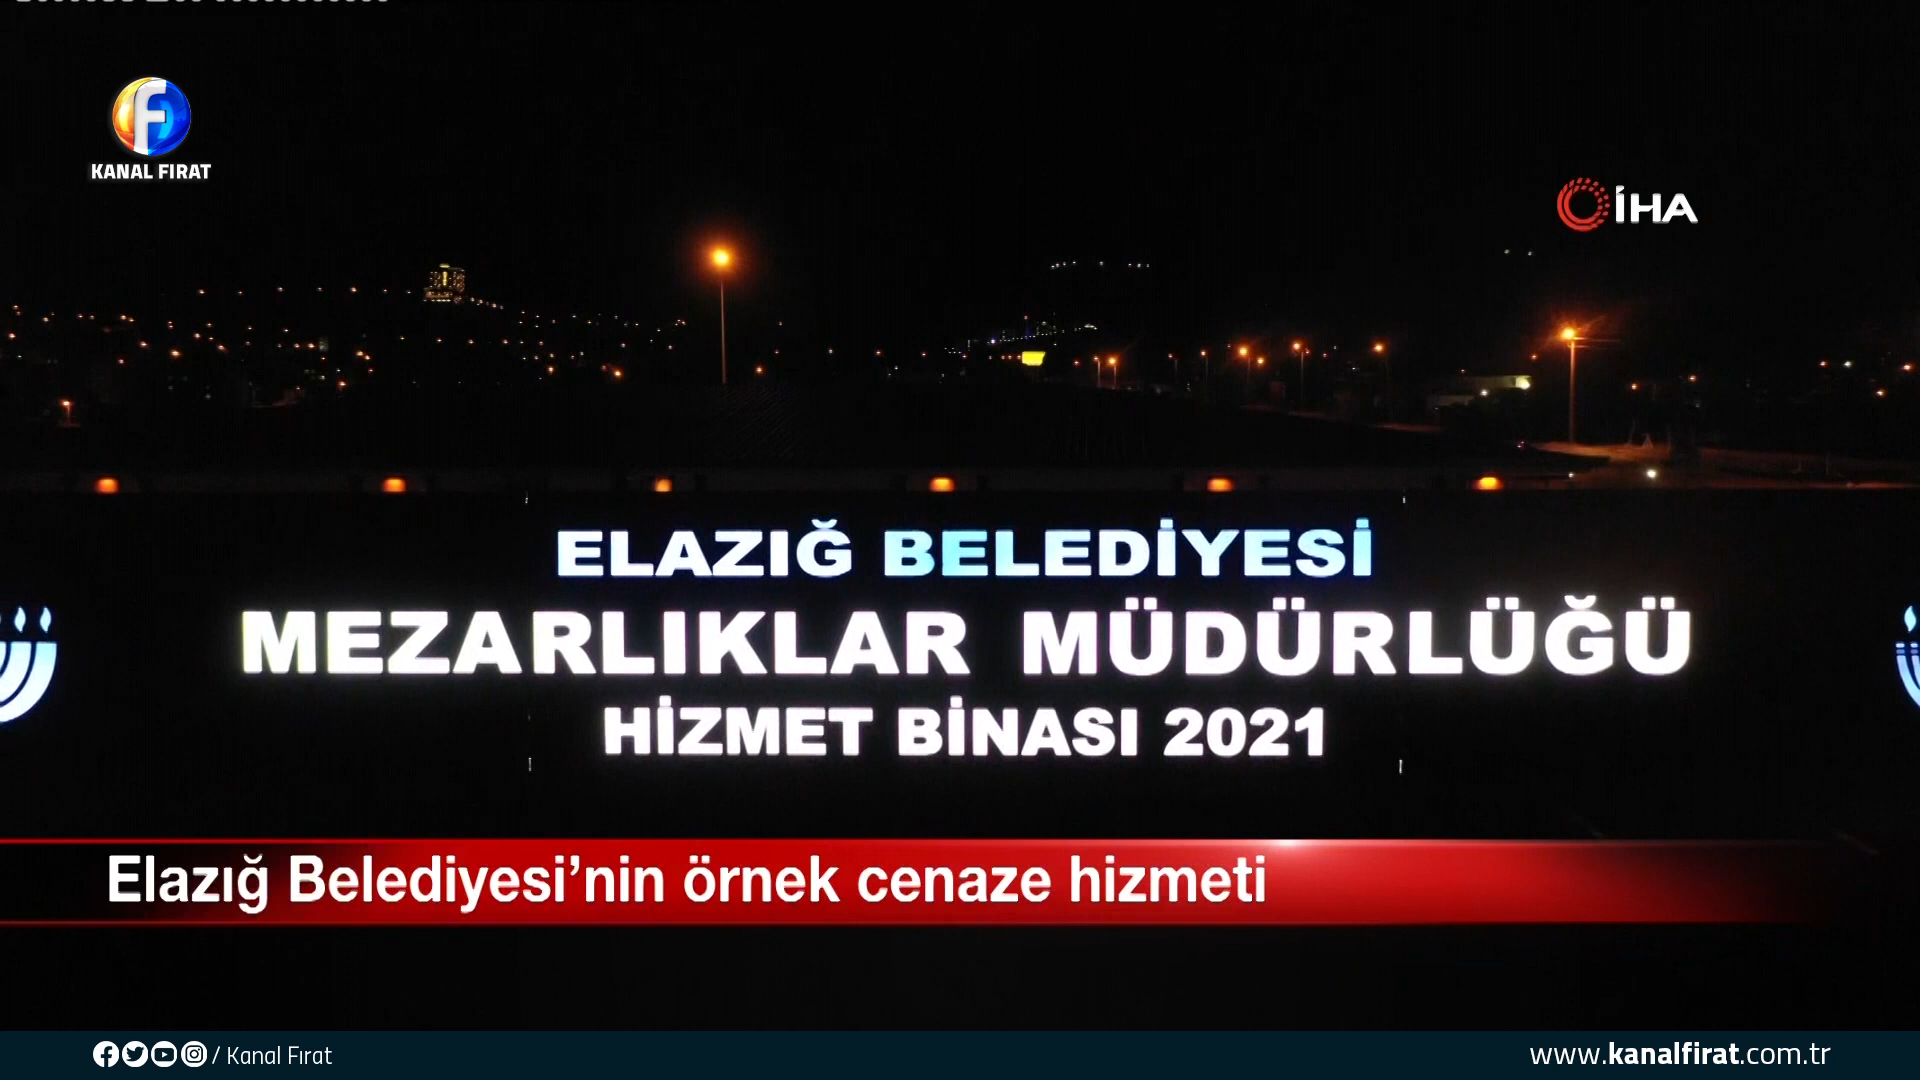 KANAL FIRAT
İHA
ELAZIĞ BELEDİYESİ
MEZARLIKLAR MÜDÜRLÜĞÜ
HİZMET BİNASI 2021
Elazığ Belediyesi’nin örnek cenaze hizmeti
/ Kanal Fırat
www.kanalfirat.com.tr